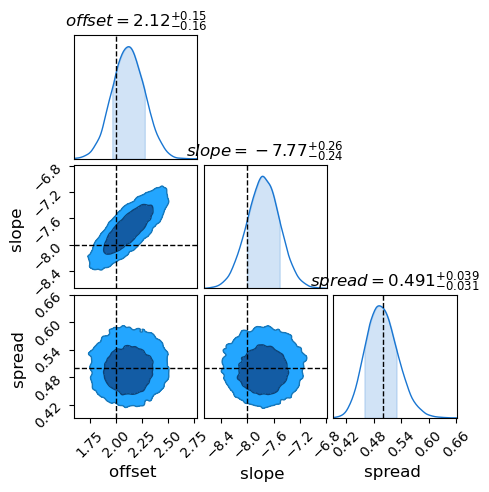 offset = 2.12 +0.15 −0.16
slope = −7.77 +0.26 −0.24
−6.8
−7.2
−7.6
−8.0
−8.4
slope
spread = 0.491 +0.039 −0.031
0.66
0.60
0.54
0.48
0.42
spread
1.75 2.00 2.25 2.50 2.75 −8.4 −8.0 −7.6 −7.2 −6.8 0.42 0.48 0.54 0.60 0.66
offset slope spread